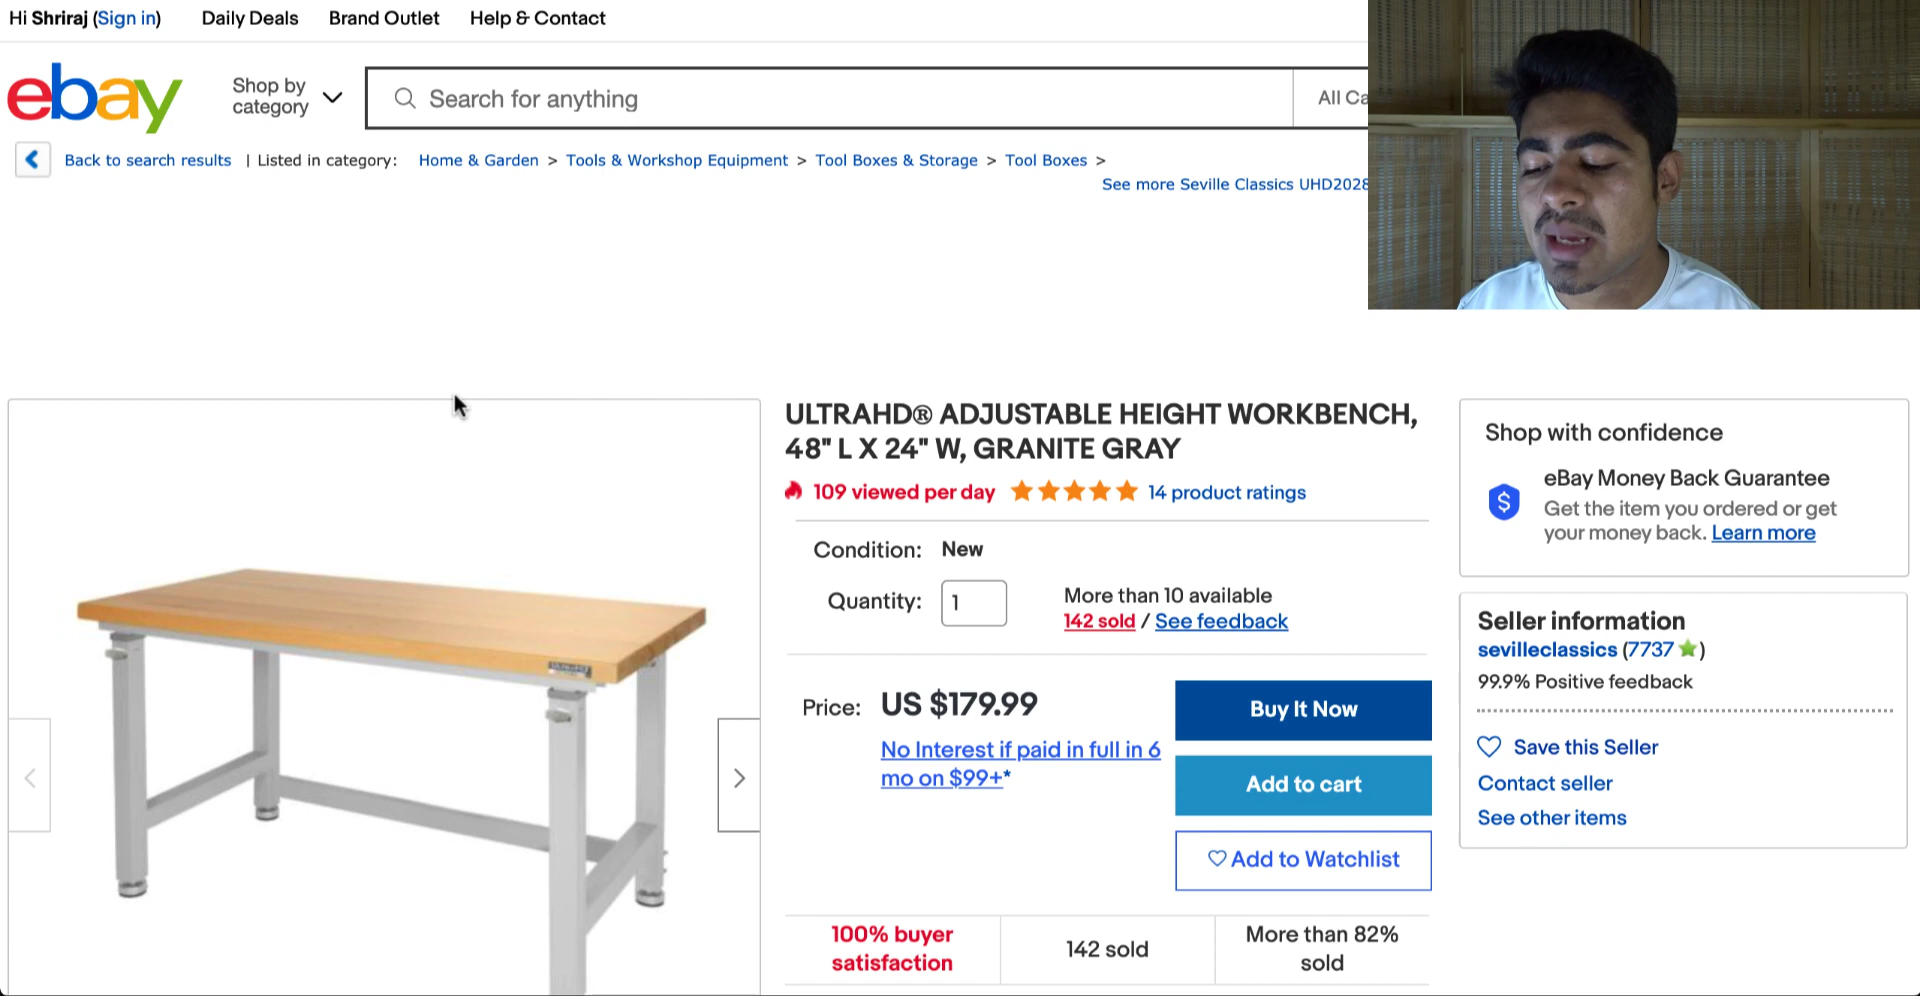 Hi Shriraj (Sign in) Daily Deals Brand Outlet Help & Contact
ebay
Shop by
category
Search for anything
All Ca
Back to search results | Listed in category: Home & Garden > Tools & Workshop Equipment > Tool Boxes & Storage > Tool Boxes >
See more Seville Classics UHD2028
ULTRAHD® ADJUSTABLE HEIGHT WORKBENCH,
48" L X 24" W, GRANITE GRAY
109 viewed per day 14 product ratings
Condition: New
Quantity: 1
More than 10 available
142 sold / See feedback
Price: US $179.99
No Interest if paid in full in 6
mo on $99+*
Buy It Now
Add to cart
Add to Watchlist
100% buyer
satisfaction
142 sold
More than 82%
sold
Shop with confidence
$
eBay Money Back Guarantee
Get the item you ordered or get
your money back. Learn more
Seller information
sevilleclassics (7737)
99.9% Positive feedback
Save this Seller
Contact seller
See other items